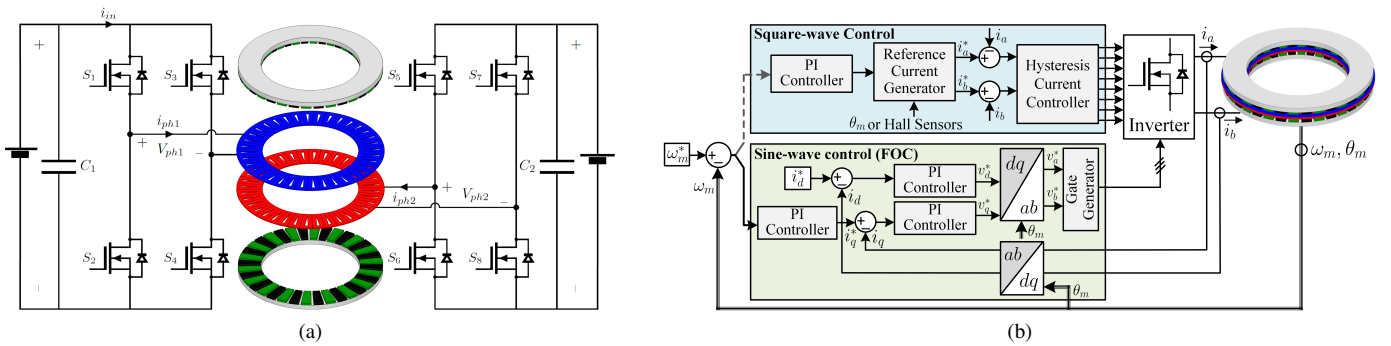 i_in
+
+
S_1
S_3
S_5
S_7
i_ph1
+
V_ph1
−
C_1
C_2
+
i_ph2
V_ph2
−
S_2
S_4
S_6
S_8
(a)
Square-wave Control
PI
Controller
Reference
Current
Generator
i_a^*
i_b^*
i_a
i_b
Hysteresis
Current
Controller
θ_m or Hall Sensors
Inverter
i_a
i_b
ω_m, θ_m
ω_m^*
ω_m
Sine-wave control (FOC)
i_d^*
i_d
PI
Controller
v_d^*
PI
Controller
i_q^*
i_q
PI
Controller
v_q^*
dq
ab
θ_m
v_a^*
v_b^*
Gate
Generator
ab
dq
θ_m
(b)